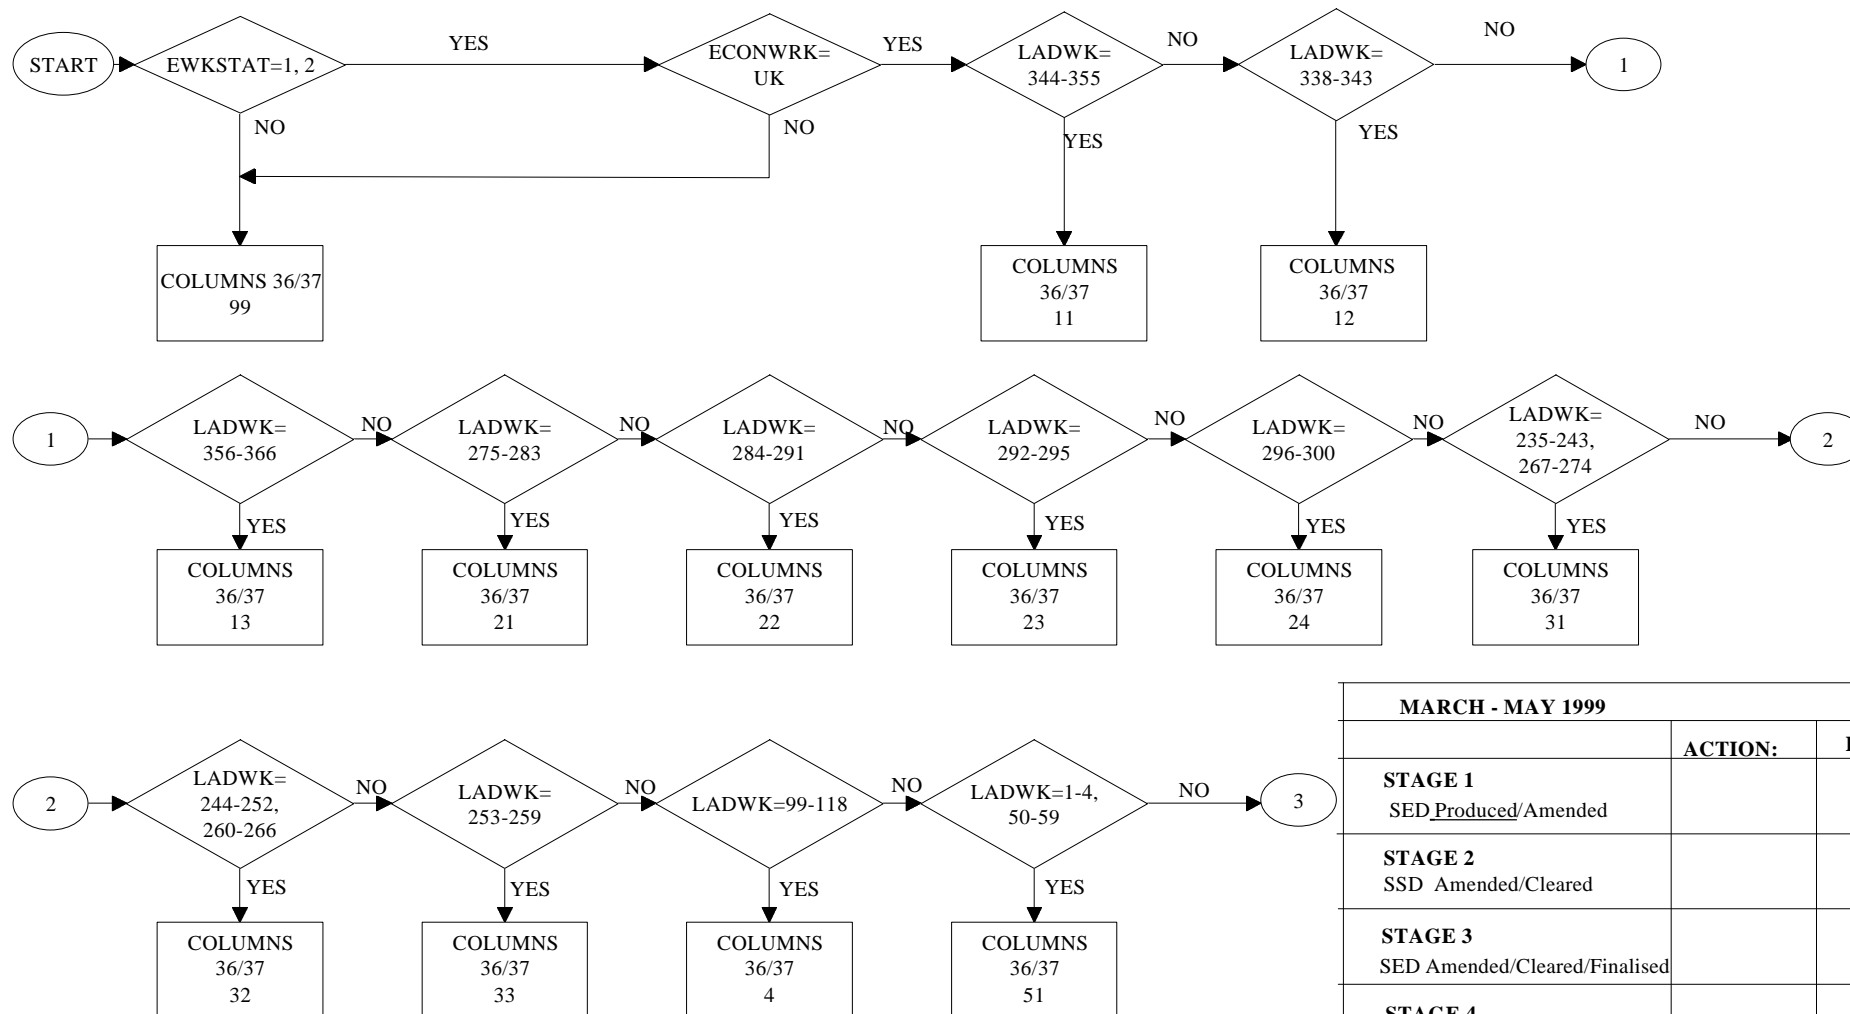 START
EWKSTAT=1, 2
YES
NO
ECONWRK=
UK
YES
NO
LADWK=
344-355
NO
YES
LADWK=
338-343
NO
YES
1
COLUMNS 36/37
99
COLUMNS
36/37
11
COLUMNS
36/37
12
1
LADWK=
356-366
NO
YES
LADWK=
275-283
NO
YES
LADWK=
284-291
NO
YES
LADWK=
292-295
NO
YES
LADWK=
296-300
NO
YES
LADWK=
235-243,
267-274
NO
YES
2
COLUMNS
36/37
13
COLUMNS
36/37
21
COLUMNS
36/37
22
COLUMNS
36/37
23
COLUMNS
36/37
24
COLUMNS
36/37
31
2
LADWK=
244-252,
260-266
NO
YES
LADWK=
253-259
NO
YES
LADWK=99-118
NO
YES
LADWK=1-4,
50-59
NO
YES
3
COLUMNS
36/37
32
COLUMNS
36/37
33
COLUMNS
36/37
4
COLUMNS
36/37
51
MARCH - MAY 1999
ACTION:
STAGE 1
SED Produced/Amended
STAGE 2
SSD Amended/Cleared
STAGE 3
SED Amended/Cleared/Finalised
STAGE 4